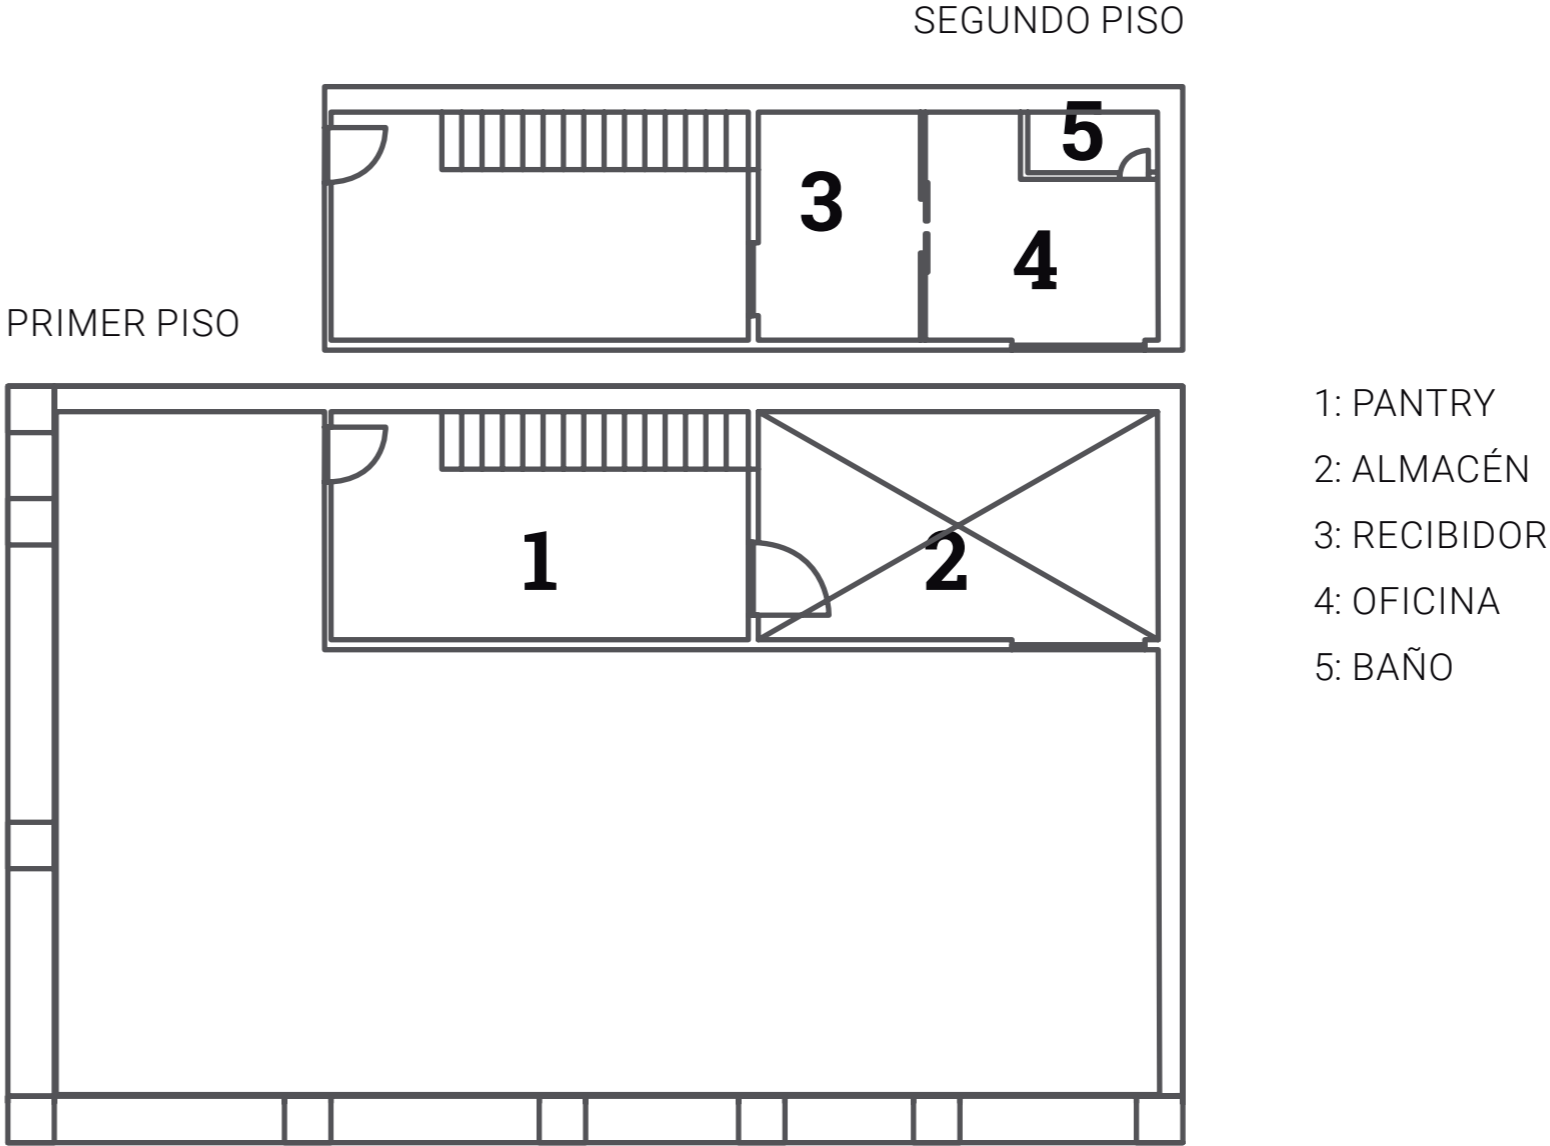 SEGUNDO PISO
5
3
4
PRIMER PISO
1
2
1: PANTRY
2: ALMACÉN
3: RECIBIDOR
4: OFICINA
5: BAÑO